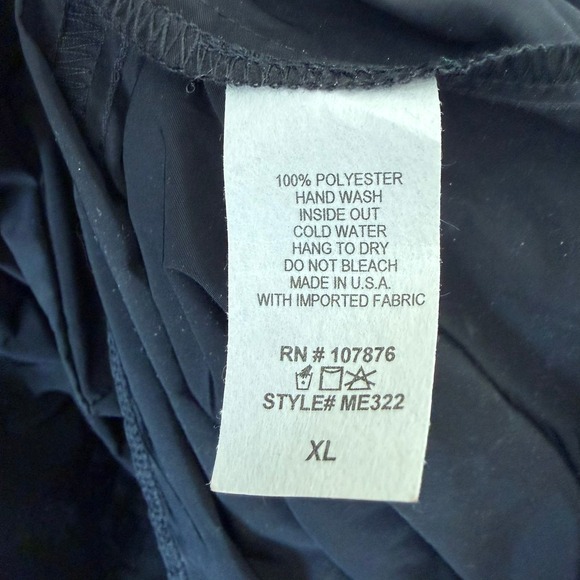 100% POLYESTER
HAND WASH
INSIDE OUT
COLD WATER
HANG TO DRY
DO NOT BLEACH
MADE IN U.S.A.
WITH IMPORTED FABRIC
RN # 107876
STYLE# ME322
XL